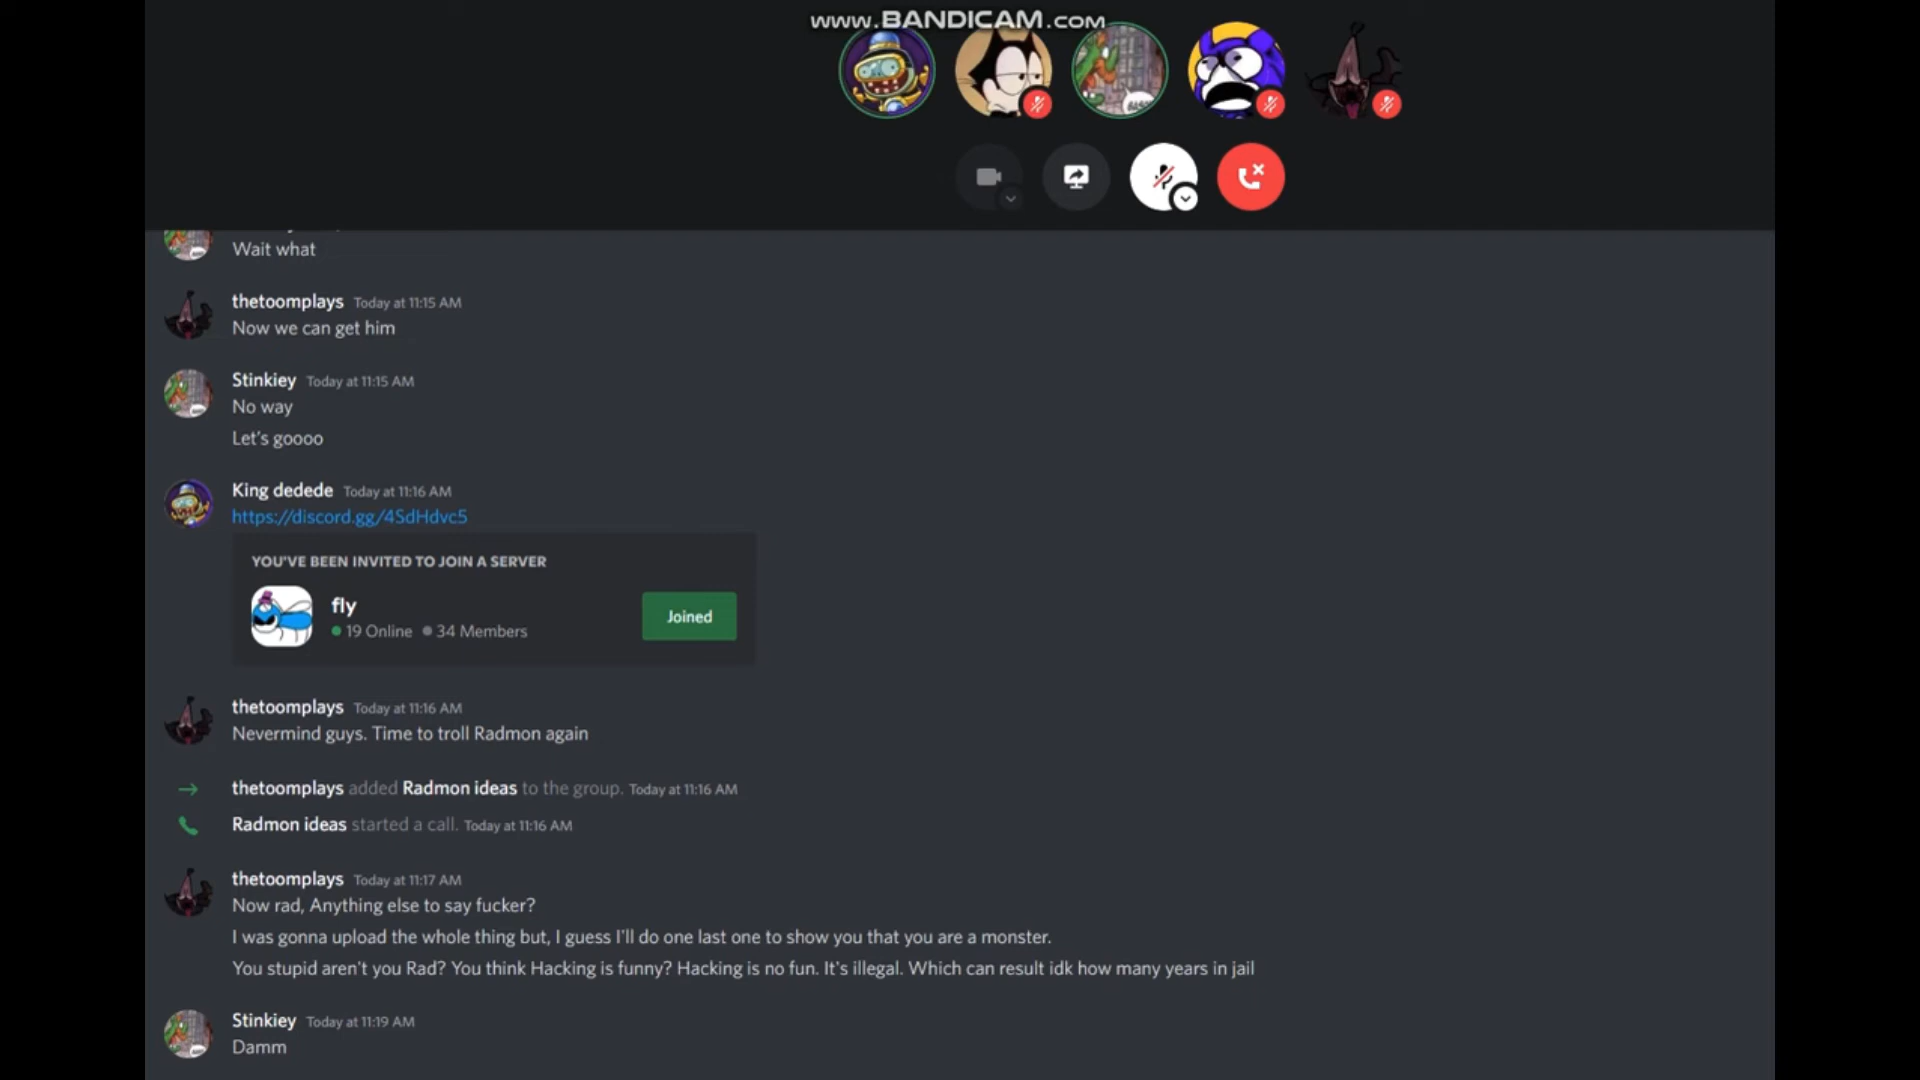 www.BANDICAM.com
Wait what
thetoomplays Today at 11:15 AM
Now we can get him
Stinkiey Today at 11:15 AM
No way
Let's goooo
King dedede Today at 11:16 AM
https://discord.gg/4SdHdvc5
YOU'VE BEEN INVITED TO JOIN A SERVER
fly
19 Online 34 Members
Joined
thetoomplays Today at 11:16 AM
Nevermind guys. Time to troll Radmon again
thetoomplays added Radmon ideas to the group. Today at 11:16 AM
Radmon ideas started a call. Today at 11:16 AM
thetoomplays Today at 11:17 AM
Now rad, Anything else to say fucker?
I was gonna upload the whole thing but, I guess I'll do one last one to show you that you are a monster.
You stupid aren't you Rad? You think Hacking is funny? Hacking is no fun. It's illegal. Which can result idk how many years in jail
Stinkiey Today at 11:19 AM
Damm